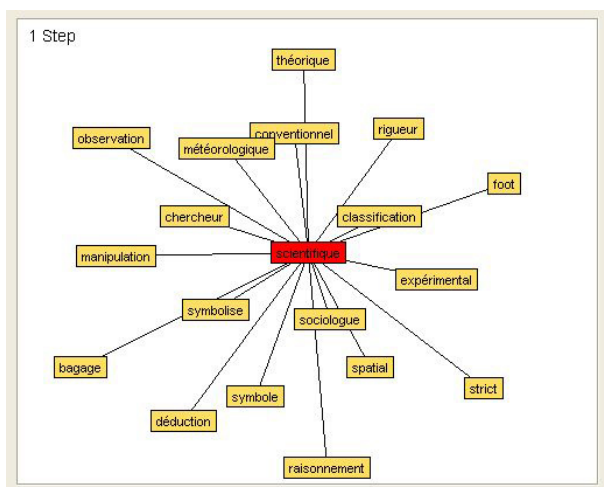 1 Step
théorique
conventionnel
rigueur
observation
météorologique
foot
chercheur
classification
scientifique
manipulation
expérimental
symbolise
sociologue
bagage
spatial
strict
symbole
déduction
raisonnement